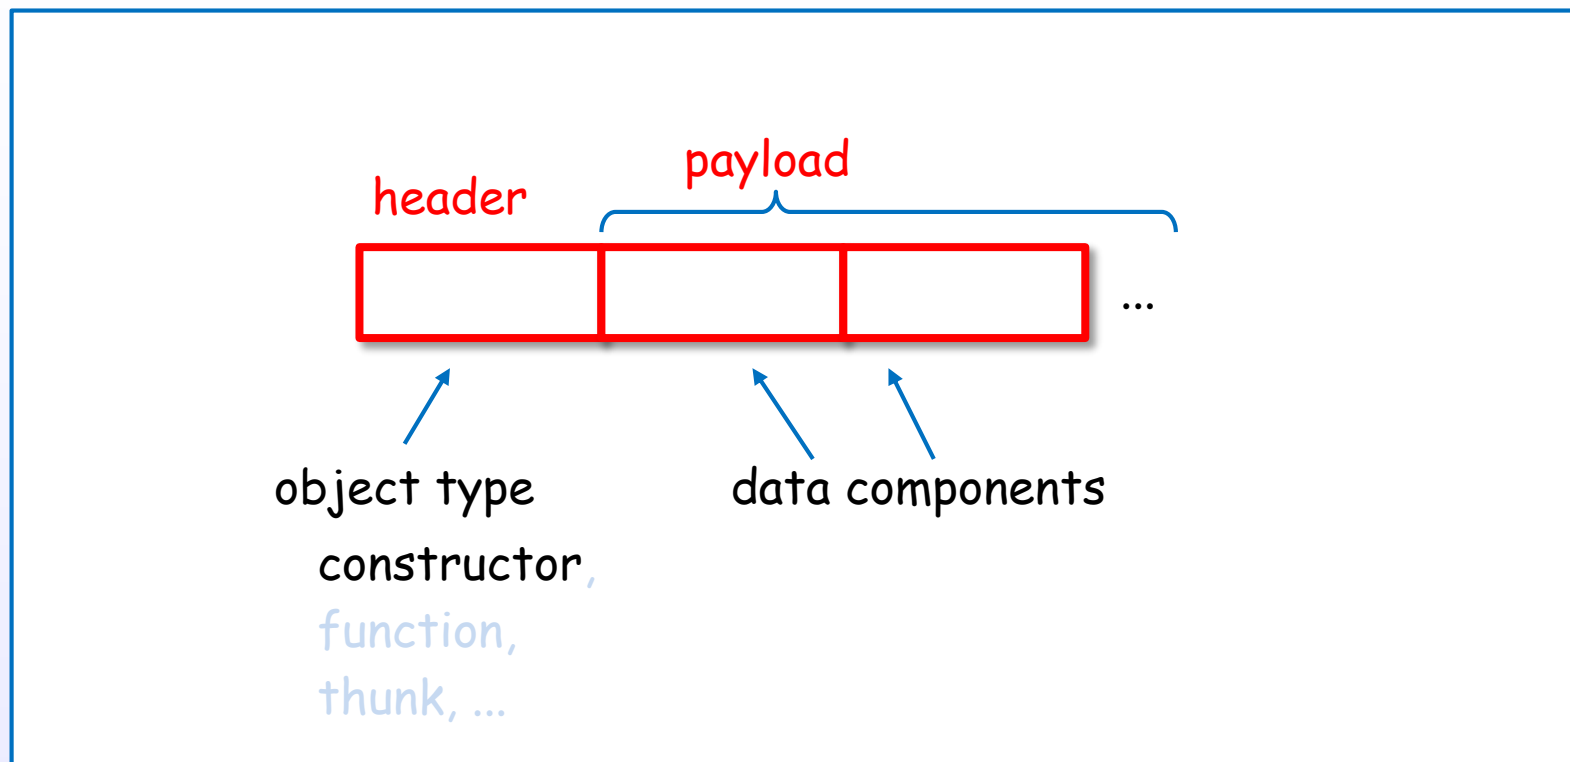 payload
header
...
object type
data components
constructor,
function,
thunk, ...